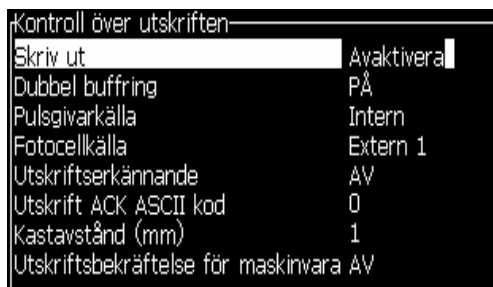 Kontroll över utskriften
Skriv ut Avaktivera
Dubbel buffring PÅ
Pulsgivarkälla Intern
Fotocellkälla Extern 1
Utskriftserkännande AV
Utskrift ACK ASCII kod 0
Kastavstånd (mm) 1
Utskriftsbekräftelse för maskinvara AV